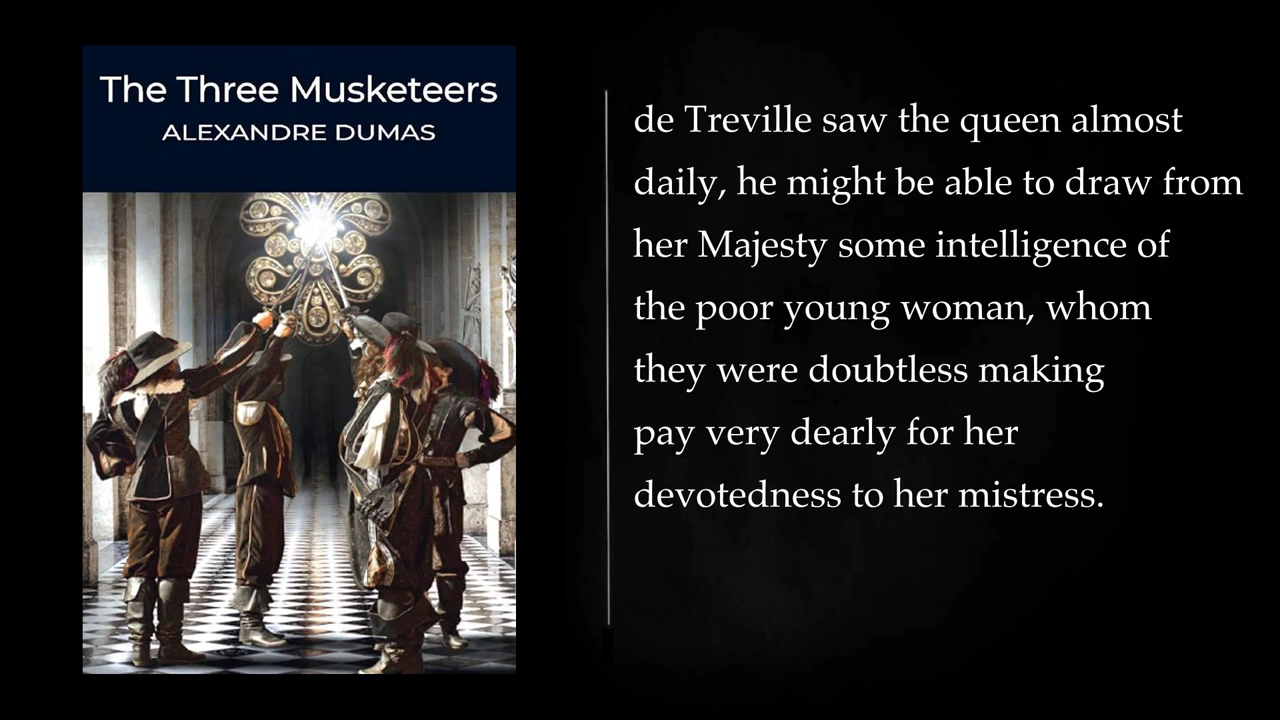 The Three Musketeers
ALEXANDRE DUMAS
de Treville saw the queen almost
daily, he might be able to draw from
her Majesty some intelligence of
the poor young woman, whom
they were doubtless making
pay very dearly for her
devotedness to her mistress.